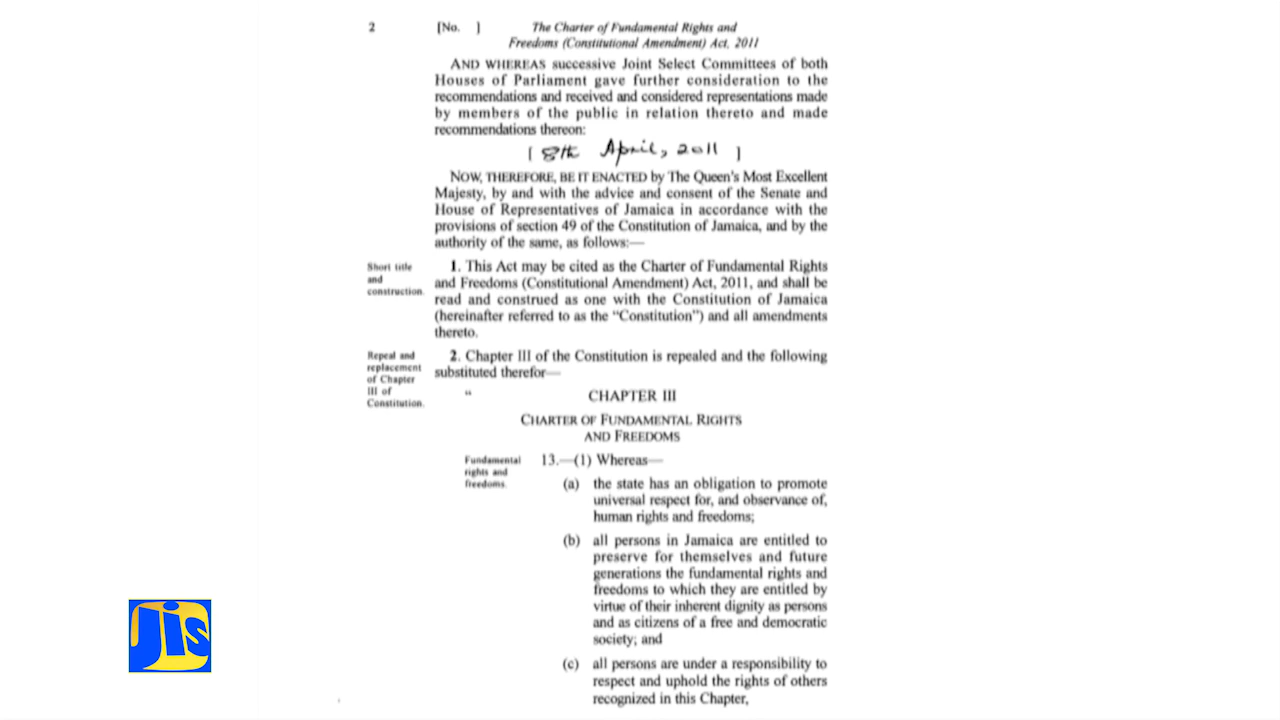 2 [No. ] The Charter of Fundamental Rights and
Freedoms (Constitutional Amendment) Act, 2011
AND WHEREAS successive Joint Select Committees of both
Houses of Parliament gave further consideration to the
recommendations and received and considered representations made
by members of the public in relation thereto and made
recommendations thereon:
[ 8th April, 2011 ]
NOW, THEREFORE, BE IT ENACTED by The Queen's Most Excellent
Majesty, by and with the advice and consent of the Senate and
House of Representatives of Jamaica in accordance with the
provisions of section 49 of the Constitution of Jamaica, and by the
authority of the same, as follows:—
Short title
and
construction.
1. This Act may be cited as the Charter of Fundamental Rights
and Freedoms (Constitutional Amendment) Act, 2011, and shall be
read and construed as one with the Constitution of Jamaica
(hereinafter referred to as the “Constitution”) and all amendments
thereto.
Repeal and
replacement
of Chapter
III of
Constitution.
2. Chapter III of the Constitution is repealed and the following
substituted therefor—
“ CHAPTER III
CHARTER OF FUNDAMENTAL RIGHTS
AND FREEDOMS
Fundamental
rights and
freedoms.
13.—(1) Whereas—
(a) the state has an obligation to promote
universal respect for, and observance of,
human rights and freedoms;
(b) all persons in Jamaica are entitled to
preserve for themselves and future
generations the fundamental rights and
freedoms to which they are entitled by
virtue of their inherent dignity as persons
and as citizens of a free and democratic
society; and
(c) all persons are under a responsibility to
respect and uphold the rights of others
recognized in this Chapter,
jis